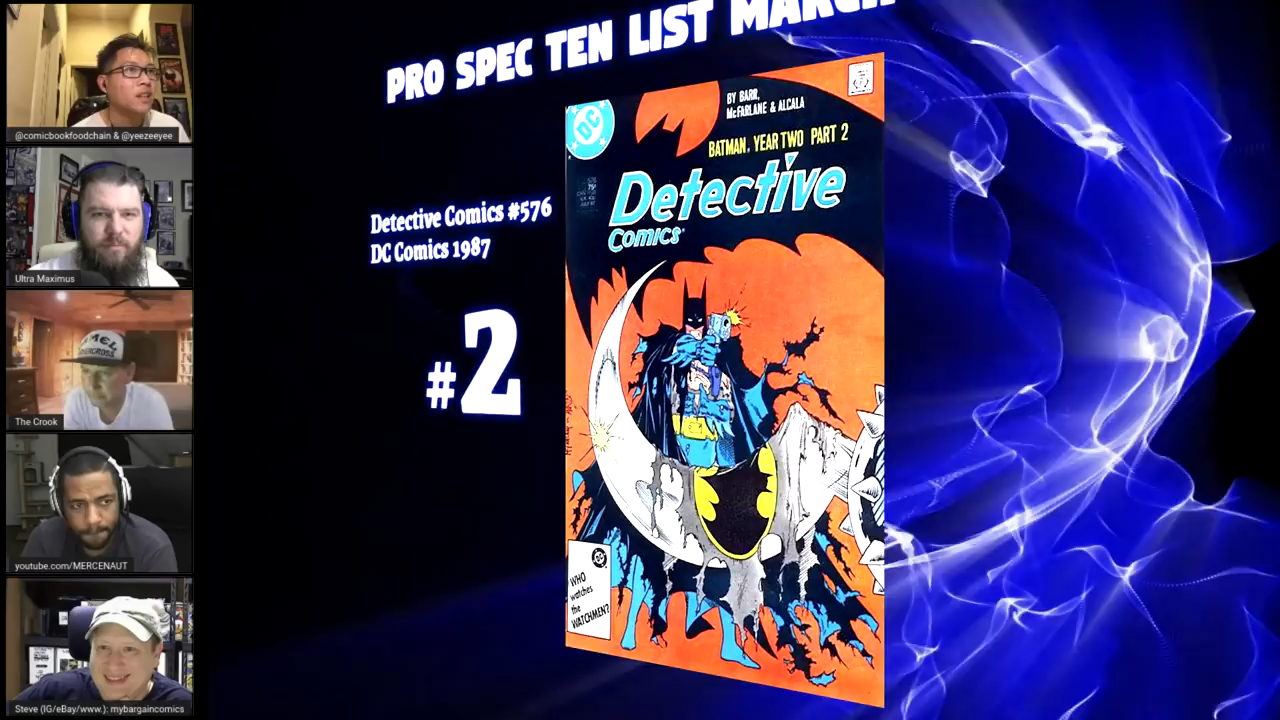 PRO SPEC TEN LIST MARCH
Detective Comics #576
DC Comics 1987
#2
DC
BY BARR,
McFARLANE & ALCALA
BATMAN, YEAR TWO PART 2
Detective
Comics
WHO
watches
the
WATCHMEN?
@comicbookfoodchain & @yeezeeyee
Ultra Maximus
The Crook
youtube.com/MERCENAUT
Steve (IG/eBay/www.): mybargaincomics